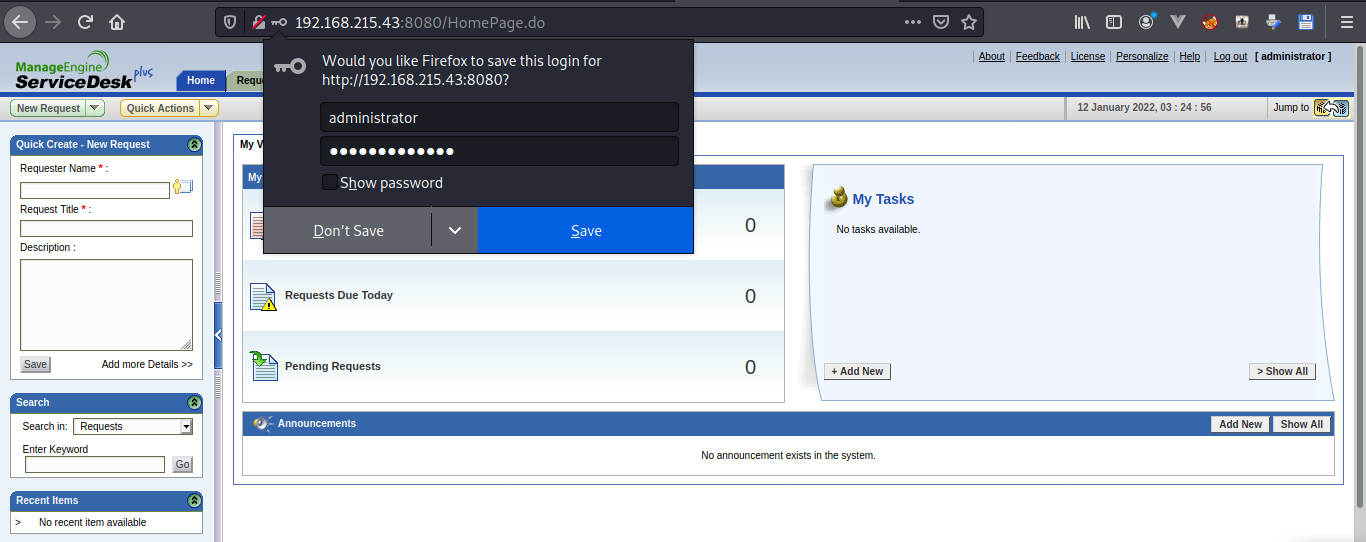 192.168.215.43:8080/HomePage.do
ManageEngine
ServiceDesk plus
Home
About | Feedback | License | Personalize | Help | Log out [ administrator ]
New Request
Quick Actions
12 January 2022, 03 : 24 : 56
Jump to
Would you like Firefox to save this login for
http://192.168.215.43:8080?
administrator
●●●●●●●●●●●●●
Show password
Don't Save
Save
Quick Create - New Request
Requester Name * :
Request Title * :
Description :
Save
Add more Details >>
Search
Search in:
Requests
Enter Keyword
Go
Recent Items
> No recent item available
My
0
Requests Due Today
0
Pending Requests
0
My Tasks
No tasks available.
+ Add New
> Show All
Announcements
Add New
Show All
No announcement exists in the system.